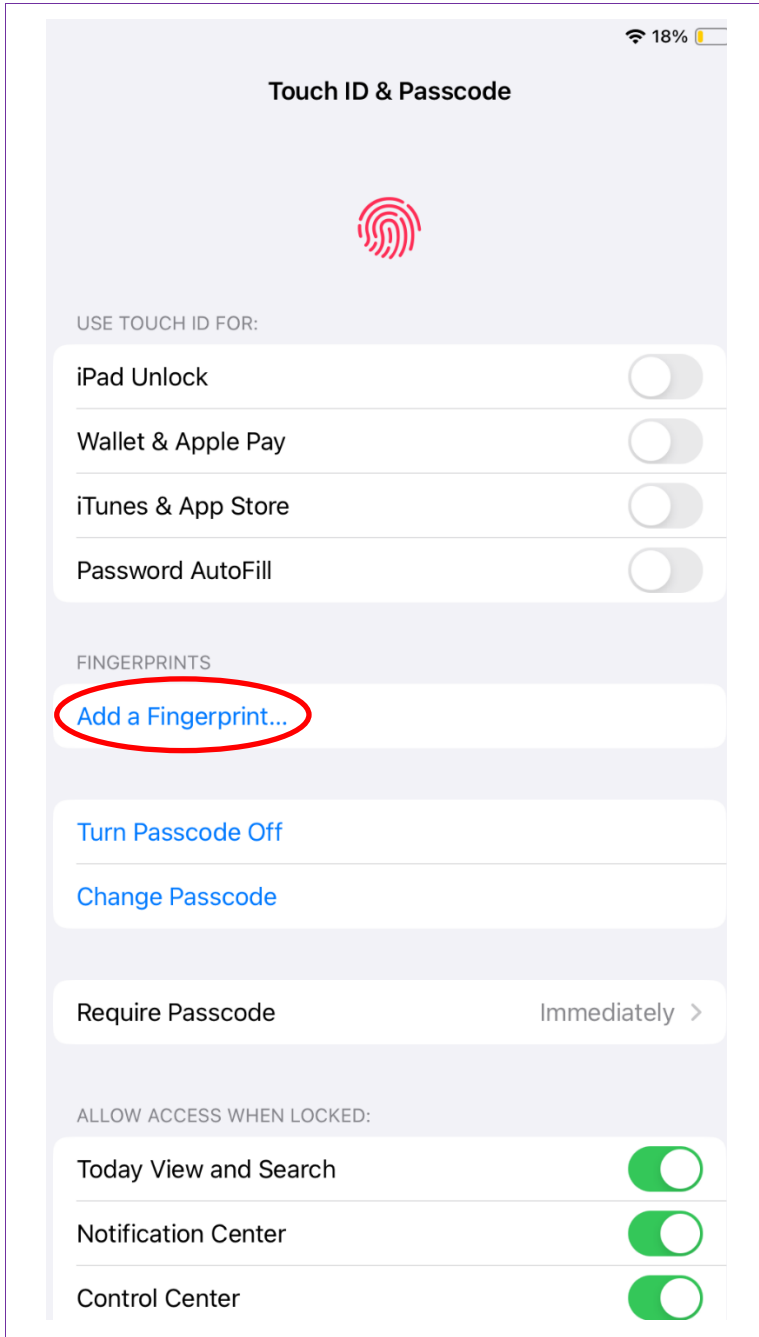 18%
Touch ID & Passcode
USE TOUCH ID FOR:
iPad Unlock
Wallet & Apple Pay
iTunes & App Store
Password AutoFill
FINGERPRINTS
Add a Fingerprint...
Turn Passcode Off
Change Passcode
Require Passcode Immediately
ALLOW ACCESS WHEN LOCKED:
Today View and Search
Notification Center
Control Center